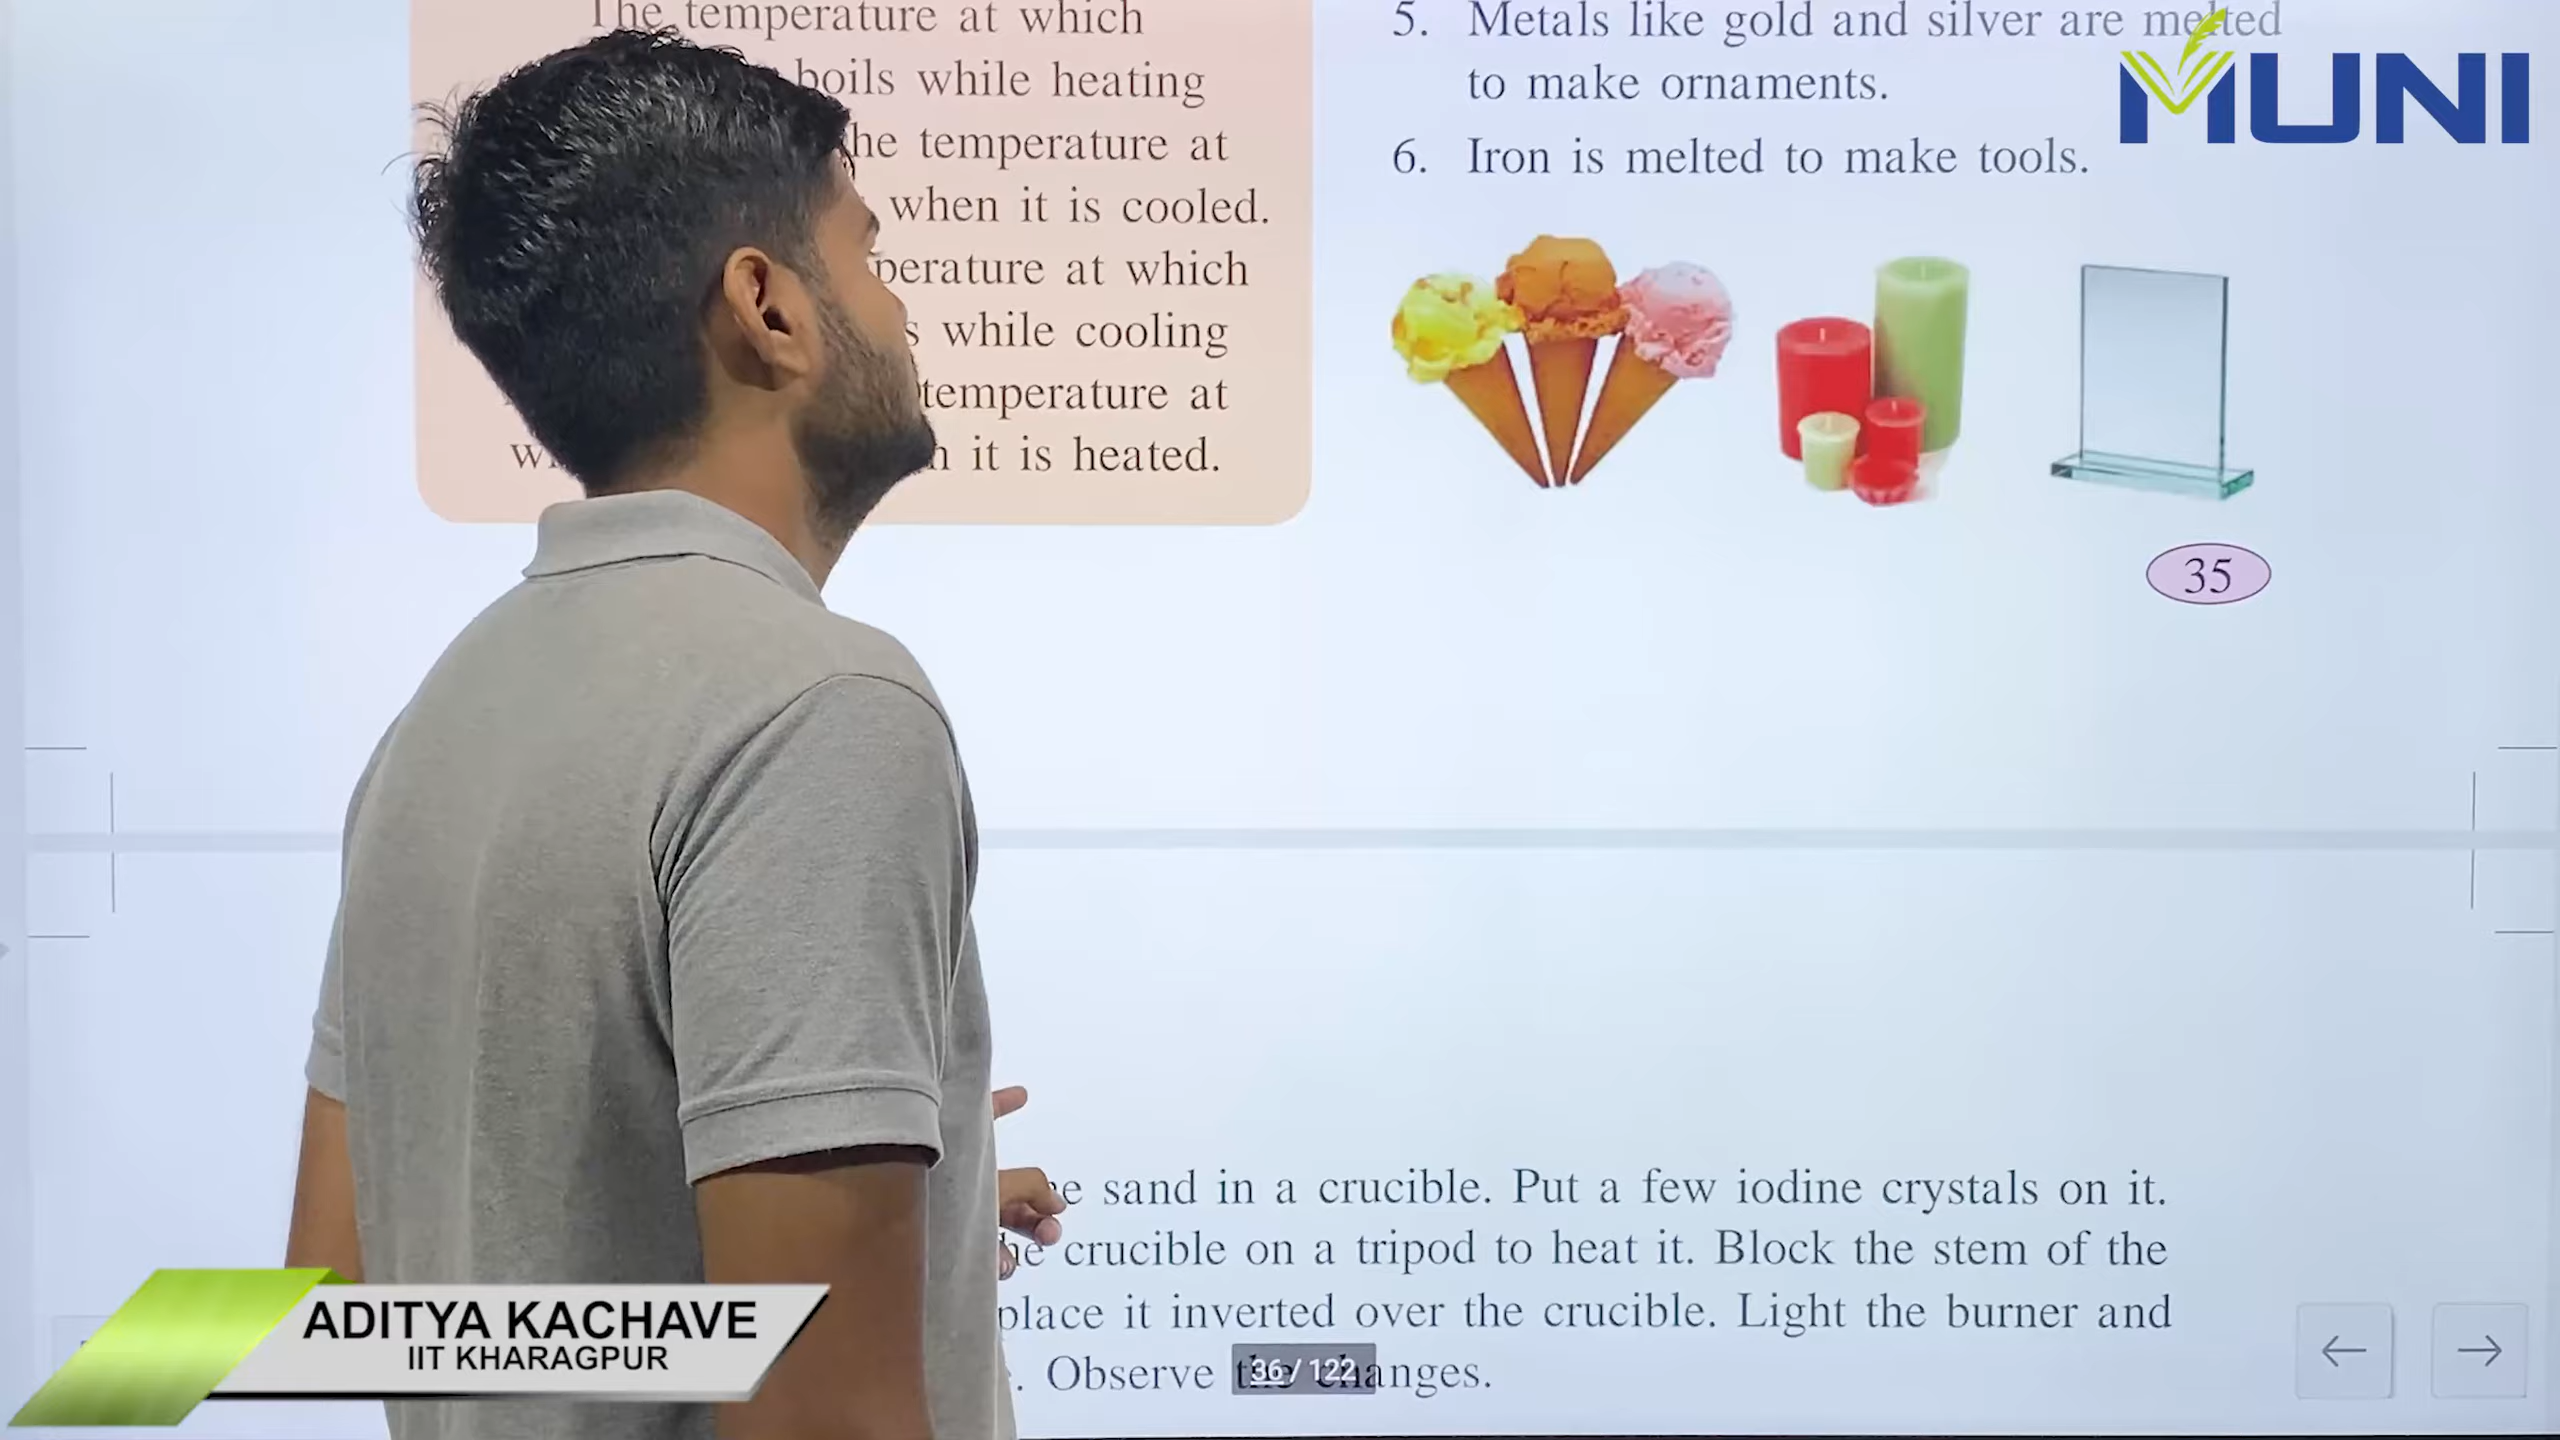 The temperature at which
boils while heating
he temperature at
when it is cooled.
perature at which
s while cooling
temperature at
it is heated.
5. Metals like gold and silver are melted
to make ornaments.
6. Iron is melted to make tools.
MUNI
35
sand in a crucible. Put a few iodine crystals on it.
he crucible on a tripod to heat it. Block the stem of the
place it inverted over the crucible. Light the burner and
. Observe the changes.
36 / 122
ADITYA KACHAVE
IIT KHARAGPUR